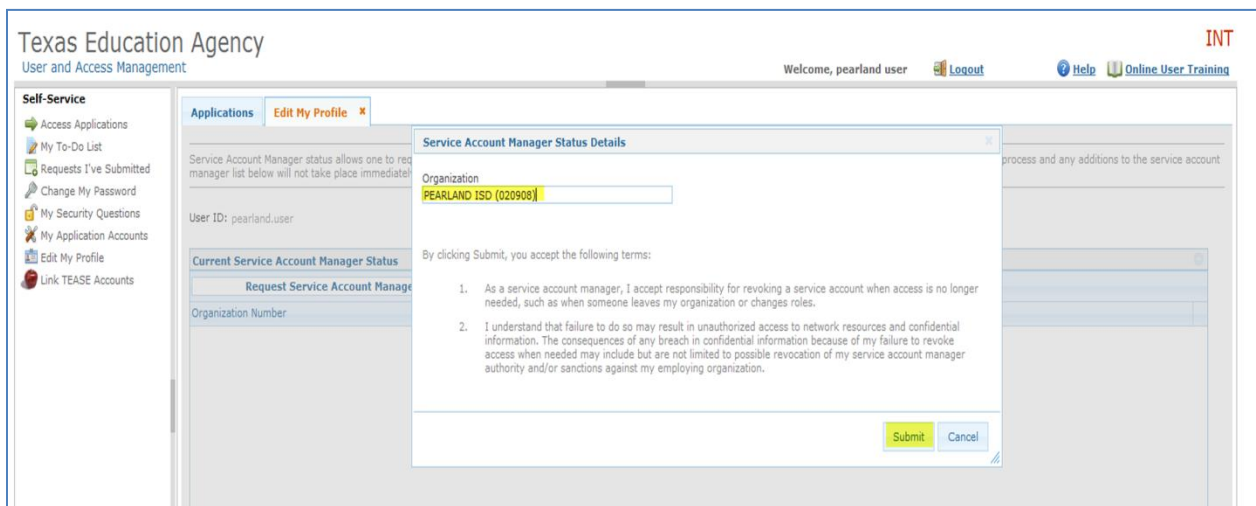 Texas Education Agency
INT
User and Access Management
Welcome, pearland user
Logout
Help
Online User Training
Self-Service
Access Applications
My To-Do List
Requests I've Submitted
Change My Password
My Security Questions
My Application Accounts
Edit My Profile
Link TEASE Accounts
Applications
Edit My Profile
Service Account Manager status allows one to req
process and any additions to the service account
manager list below will not take place immediatel
User ID: pearland.user
Current Service Account Manager Status
Request Service Account Manage
Organization Number
Service Account Manager Status Details
Organization
PEARLAND ISD (020908)
By clicking Submit, you accept the following terms:
1. As a service account manager, I accept responsibility for revoking a service account when access is no longer
needed, such as when someone leaves my organization or changes roles.
2. I understand that failure to do so may result in unauthorized access to network resources and confidential
information. The consequences of any breach in confidential information because of my failure to revoke
access when needed may include but are not limited to possible revocation of my service account manager
authority and/or sanctions against my employing organization.
Submit
Cancel